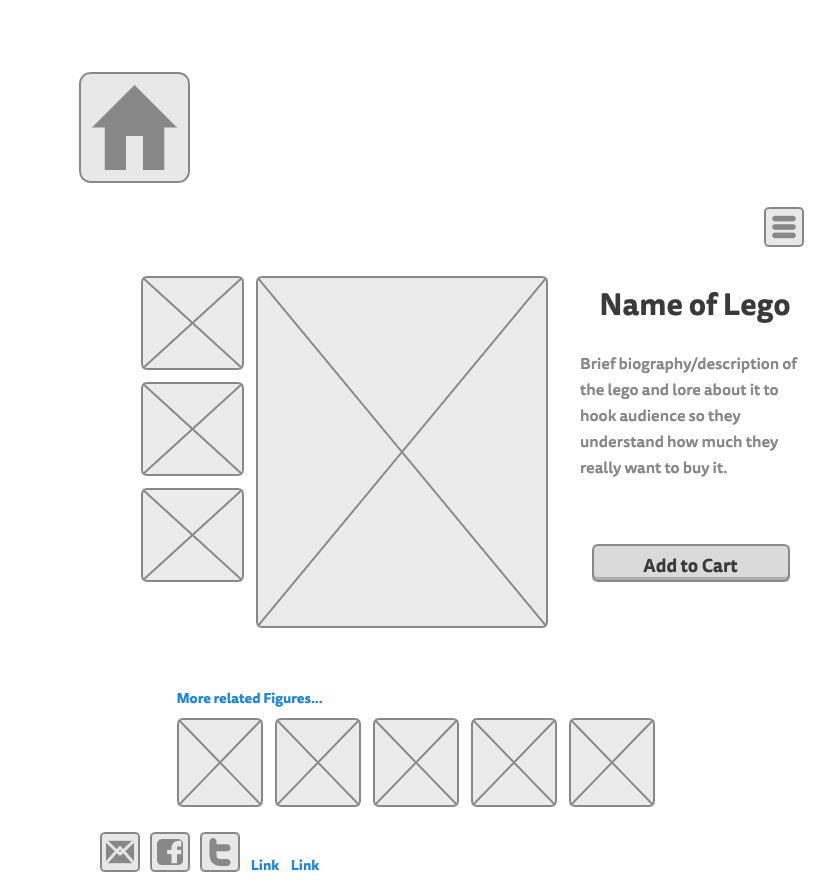 Name of Lego
Brief biography/description of
the lego and lore about it to
hook audience so they
understand how much they
really want to buy it.
Add to Cart
More related Figures...
Link Link